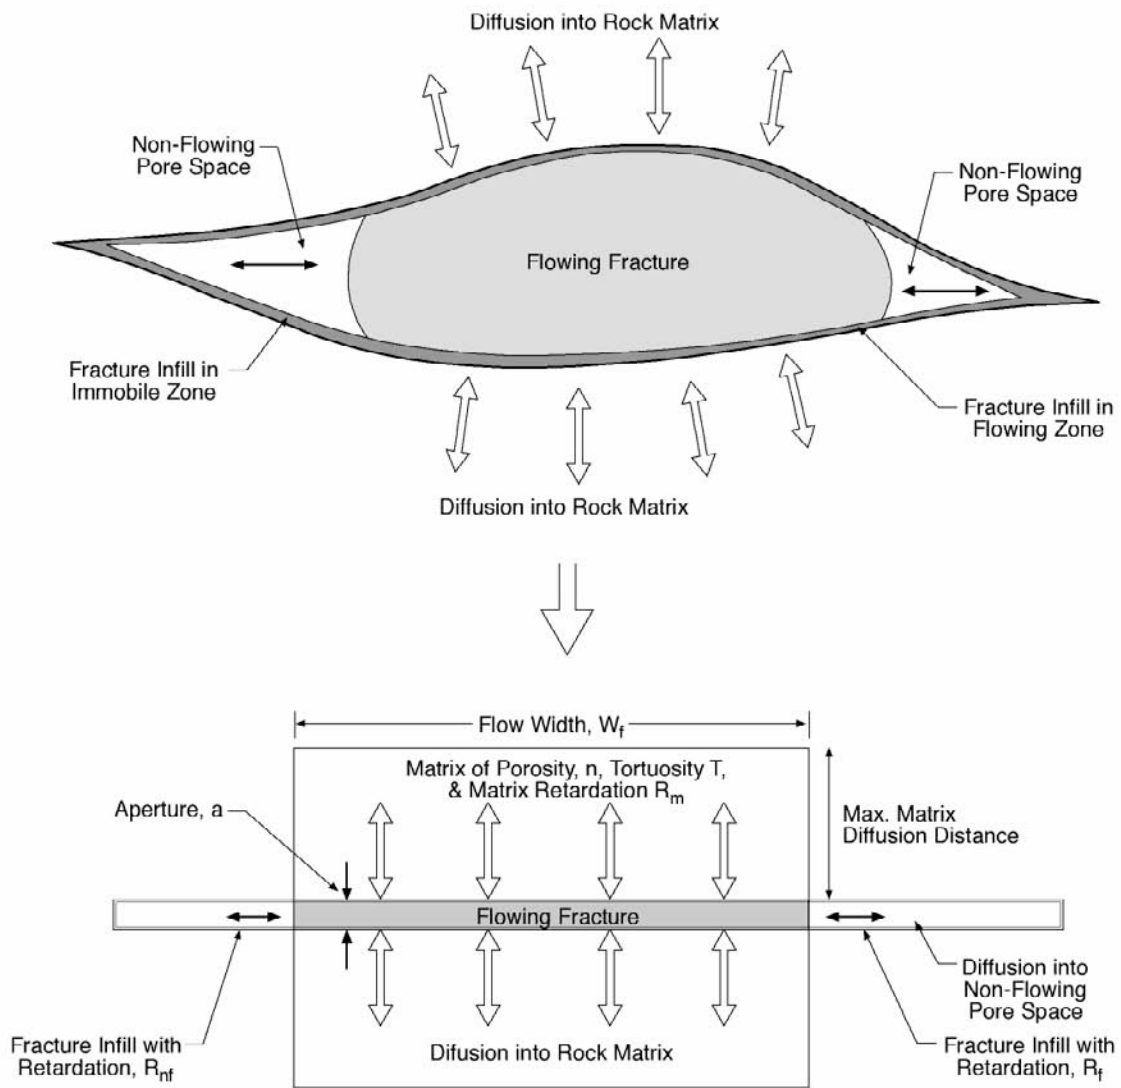 Diffusion into Rock Matrix
Non-Flowing
Pore Space
Non-Flowing
Pore Space
Flowing Fracture
Fracture Infill in
Immobile Zone
Fracture Infill in
Flowing Zone
Diffusion into Rock Matrix
Flow Width, Wf
Matrix of Porosity, n, Tortuosity T,
& Matrix Retardation Rm
Aperture, a
Max. Matrix
Diffusion Distance
Flowing Fracture
Diffusion into
Non-Flowing
Pore Space
Fracture Infill with
Retardation, Rnf
Difusion into Rock Matrix
Fracture Infill with
Retardation, Rf